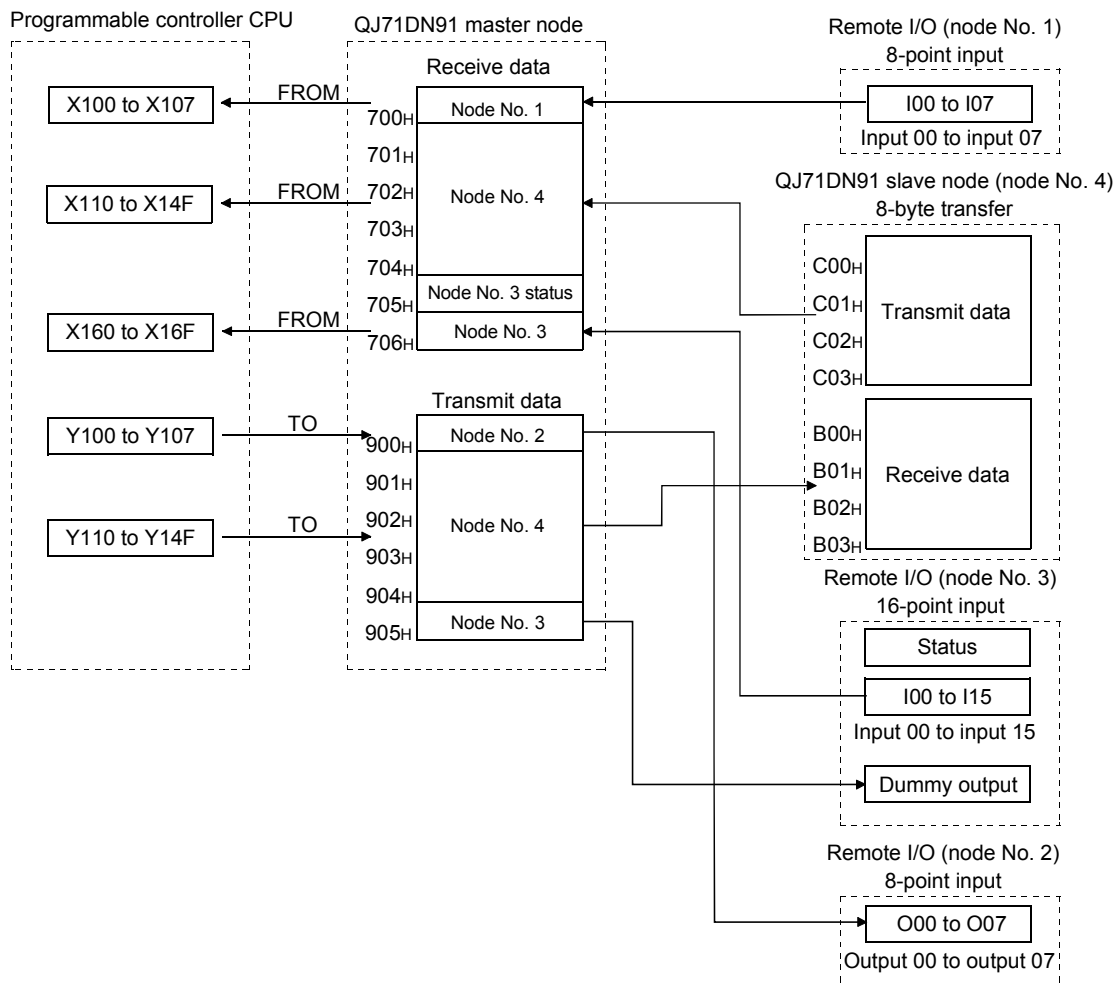 Programmable controller CPU
X100 to X107
X110 to X14F
X160 to X16F
Y100 to Y107
Y110 to Y14F
FROM
FROM
FROM
TO
TO
QJ71DN91 master node
Receive data
700H
701H
702H
703H
704H
705H
706H
Node No. 1
Node No. 4
Node No. 3 status
Node No. 3
Transmit data
900H
901H
902H
903H
904H
905H
Node No. 2
Node No. 4
Node No. 3
Remote I/O (node No. 1)
8-point input
I00 to I07
Input 00 to input 07
QJ71DN91 slave node (node No. 4)
8-byte transfer
C00H
C01H
C02H
C03H
Transmit data
B00H
B01H
B02H
B03H
Receive data
Remote I/O (node No. 3)
16-point input
Status
I00 to I15
Input 00 to input 15
Dummy output
Remote I/O (node No. 2)
8-point input
O00 to O07
Output 00 to output 07